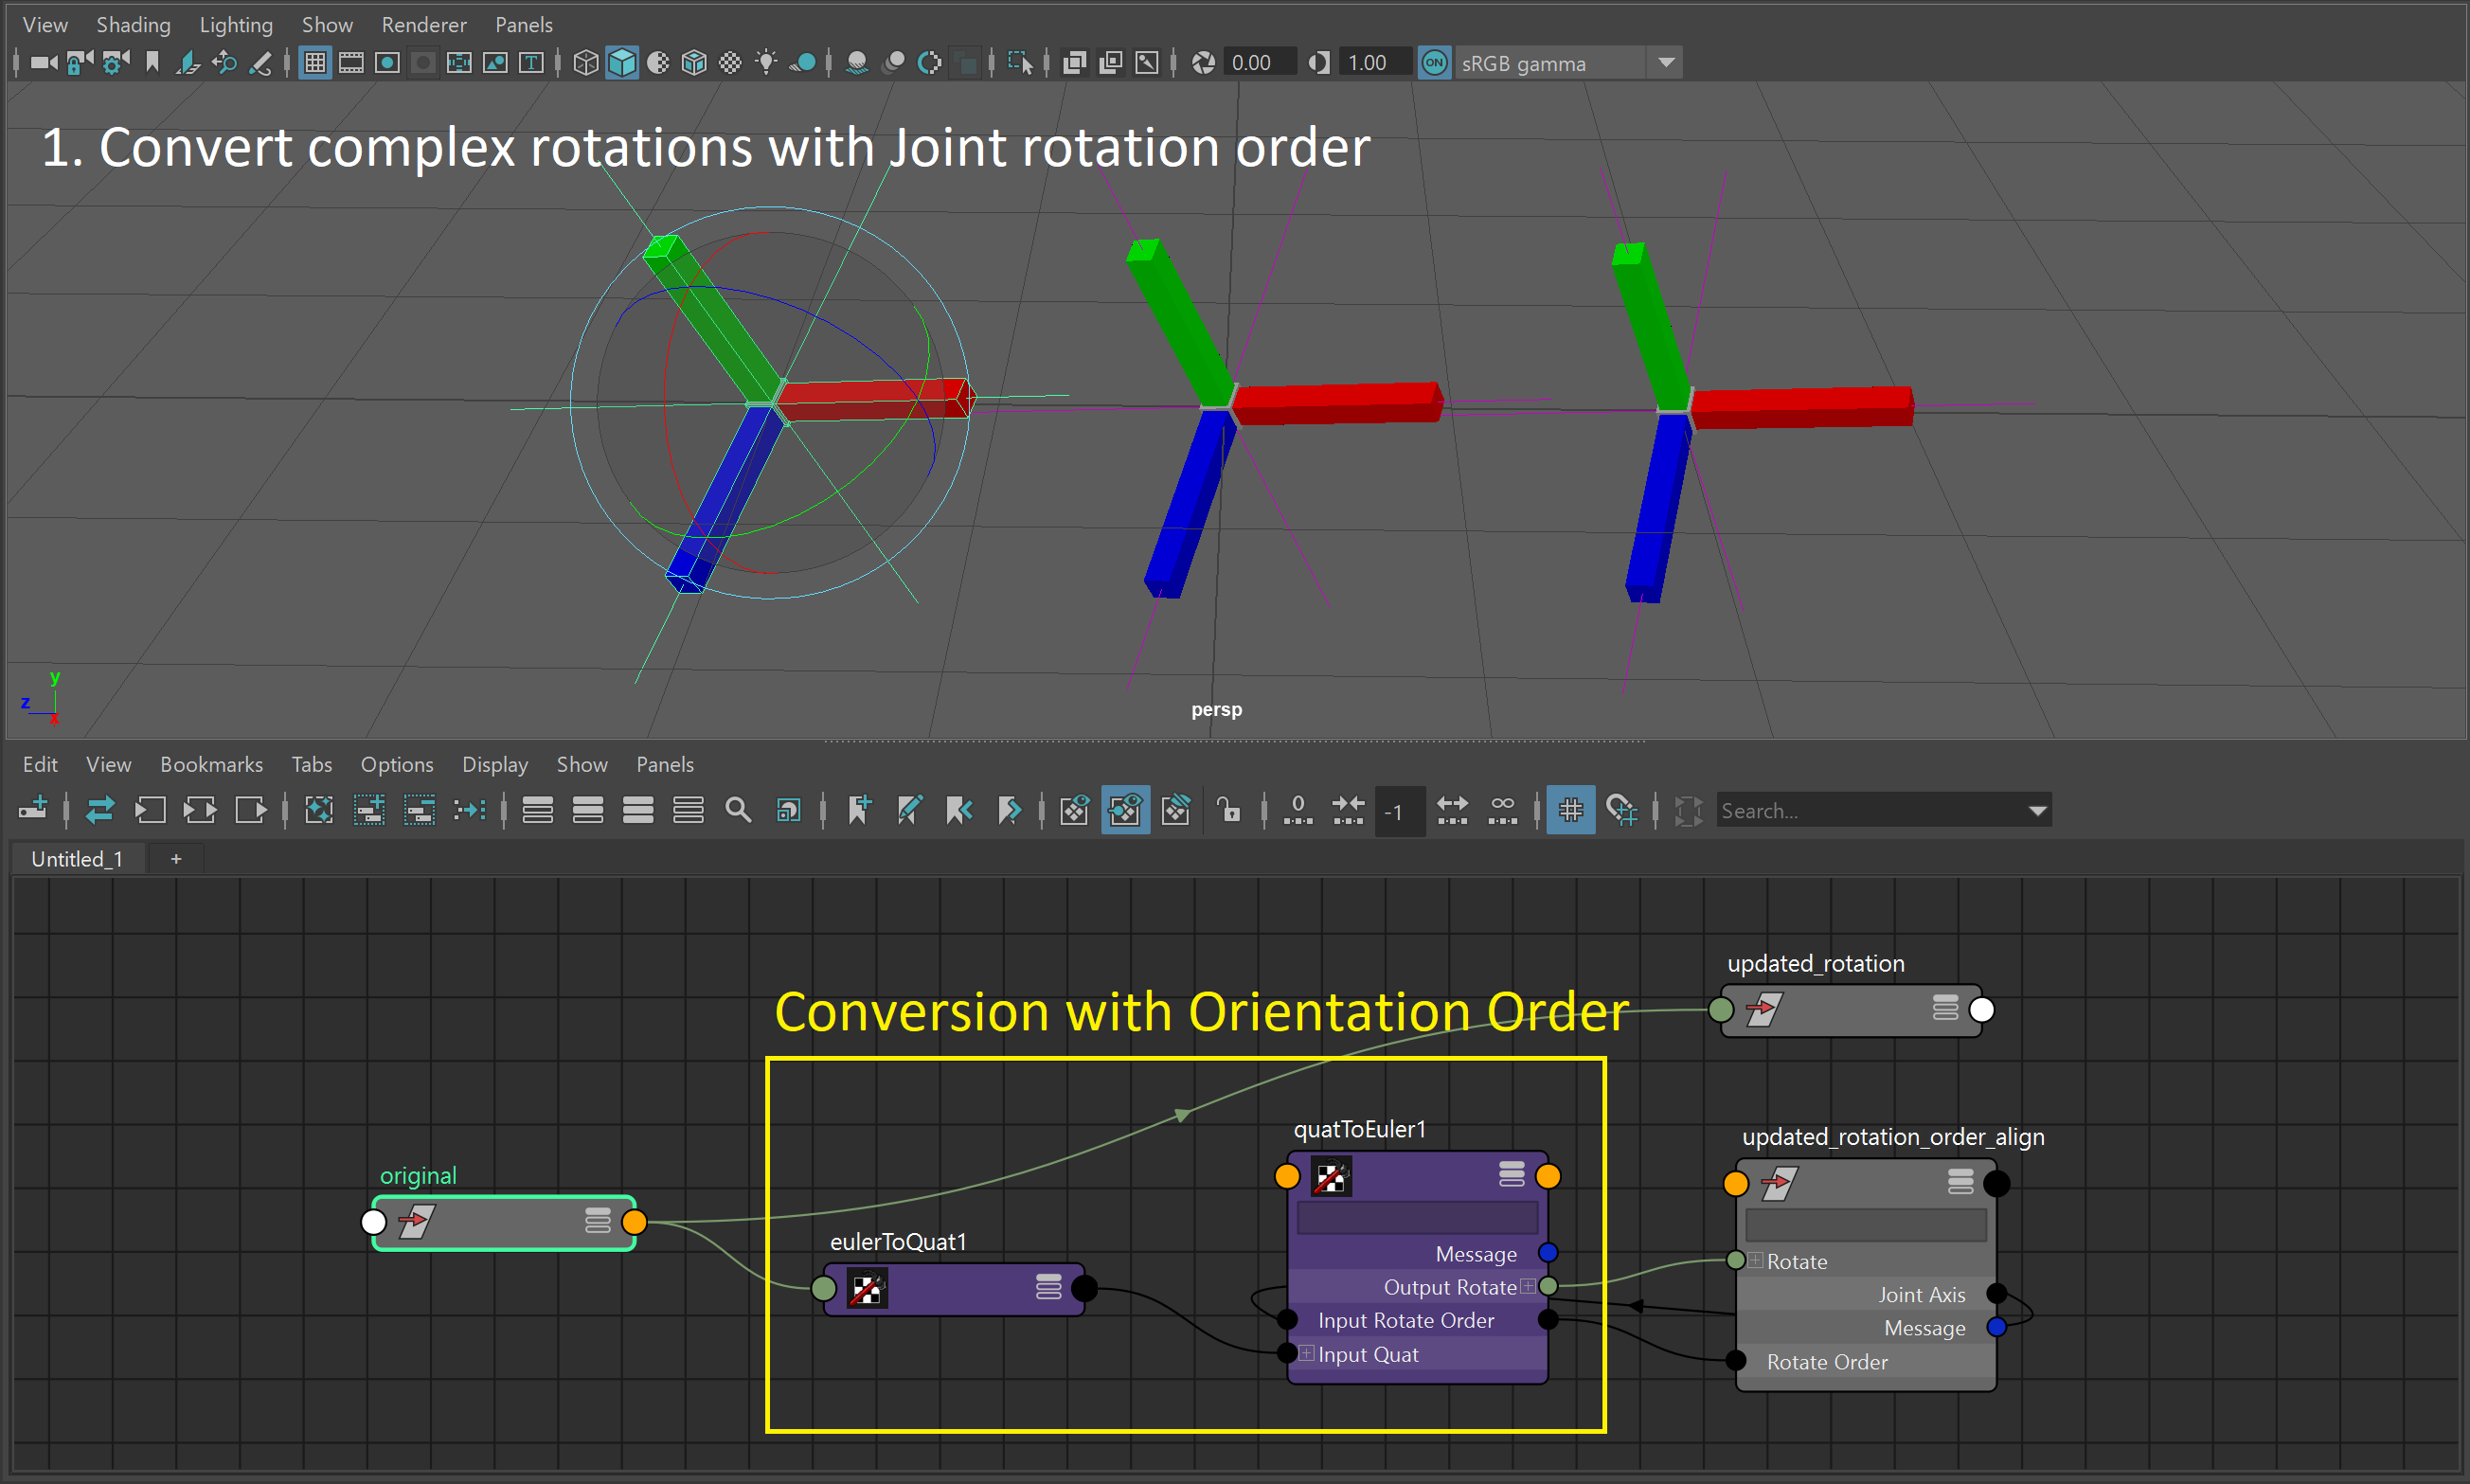 View Shading Lighting Show Renderer Panels
0.00 1.00 ON sRGB gamma
1. Convert complex rotations with Joint rotation order
y
z
x
persp
Edit View Bookmarks Tabs Options Display Show Panels
0 -1 ∞ Search...
Untitled_1 +
updated_rotation
Conversion with Orientation Order
quatToEuler1
updated_rotation_order_align
original
eulerToQuat1
Message
Output Rotate
Input Rotate Order
Input Quat
Rotate
Joint Axis
Message
Rotate Order